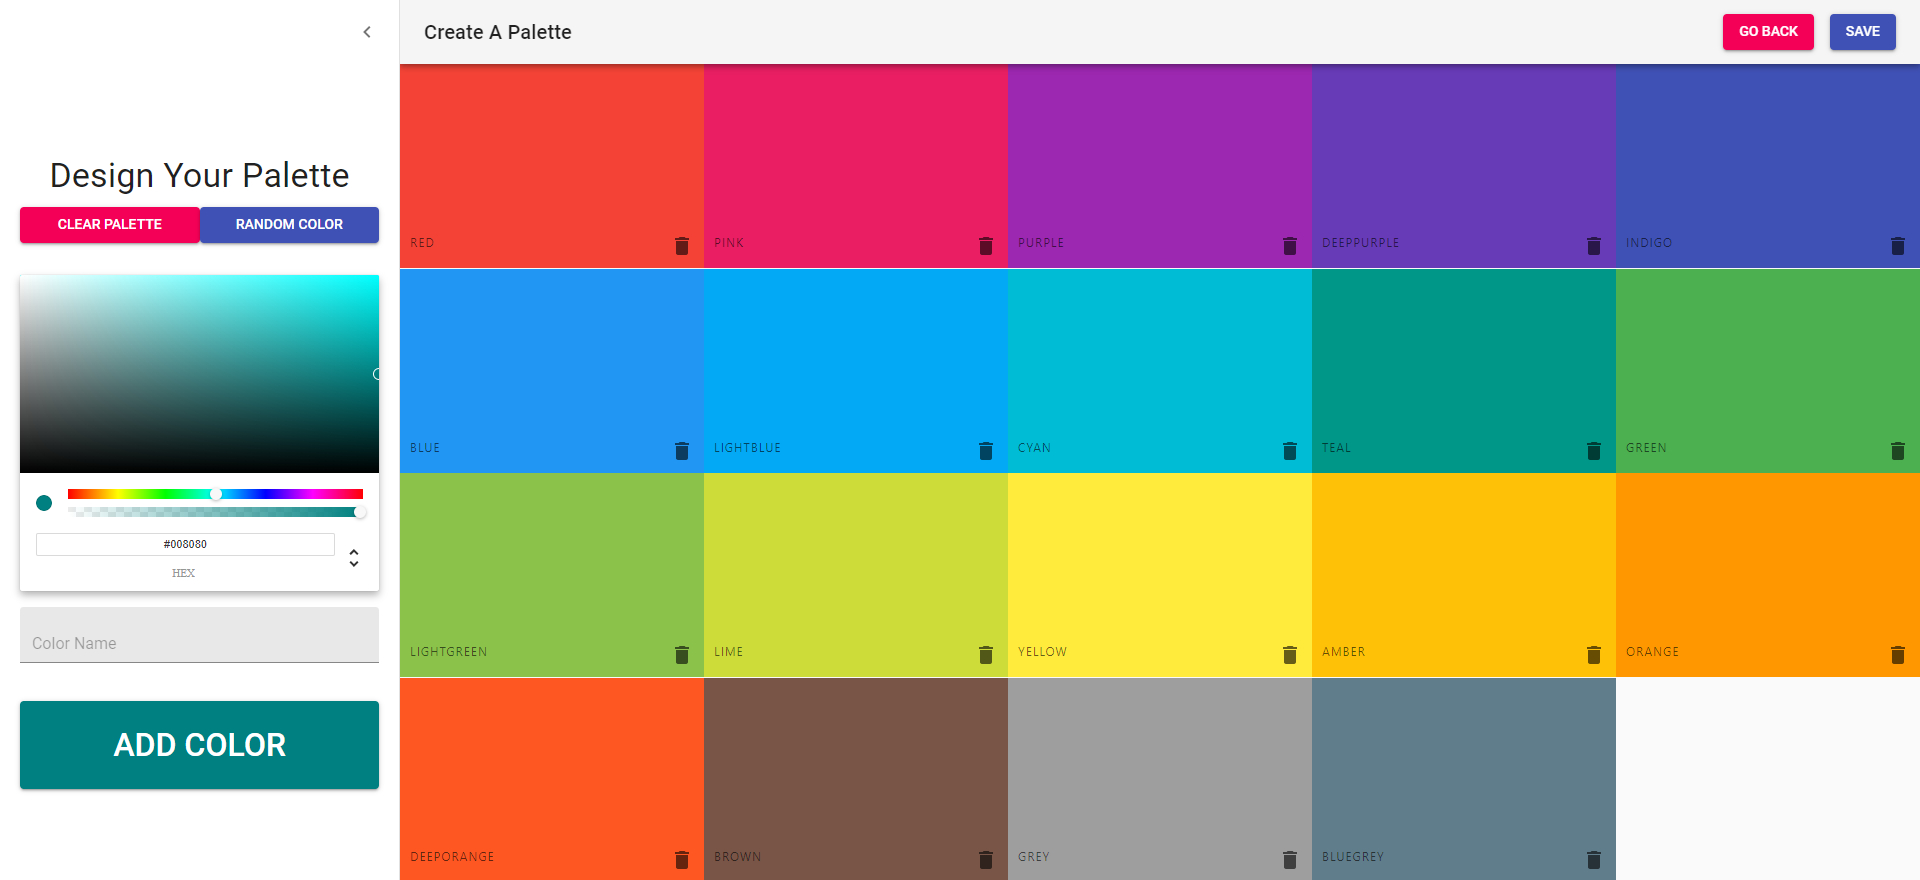 Create A Palette
GO BACK
SAVE
Design Your Palette
CLEAR PALETTE
RANDOM COLOR
#008080
HEX
Color Name
ADD COLOR
RED
PINK
PURPLE
DEEPPURPLE
INDIGO
BLUE
LIGHTBLUE
CYAN
TEAL
GREEN
LIGHTGREEN
LIME
YELLOW
AMBER
ORANGE
DEEPORANGE
BROWN
GREY
BLUEGREY